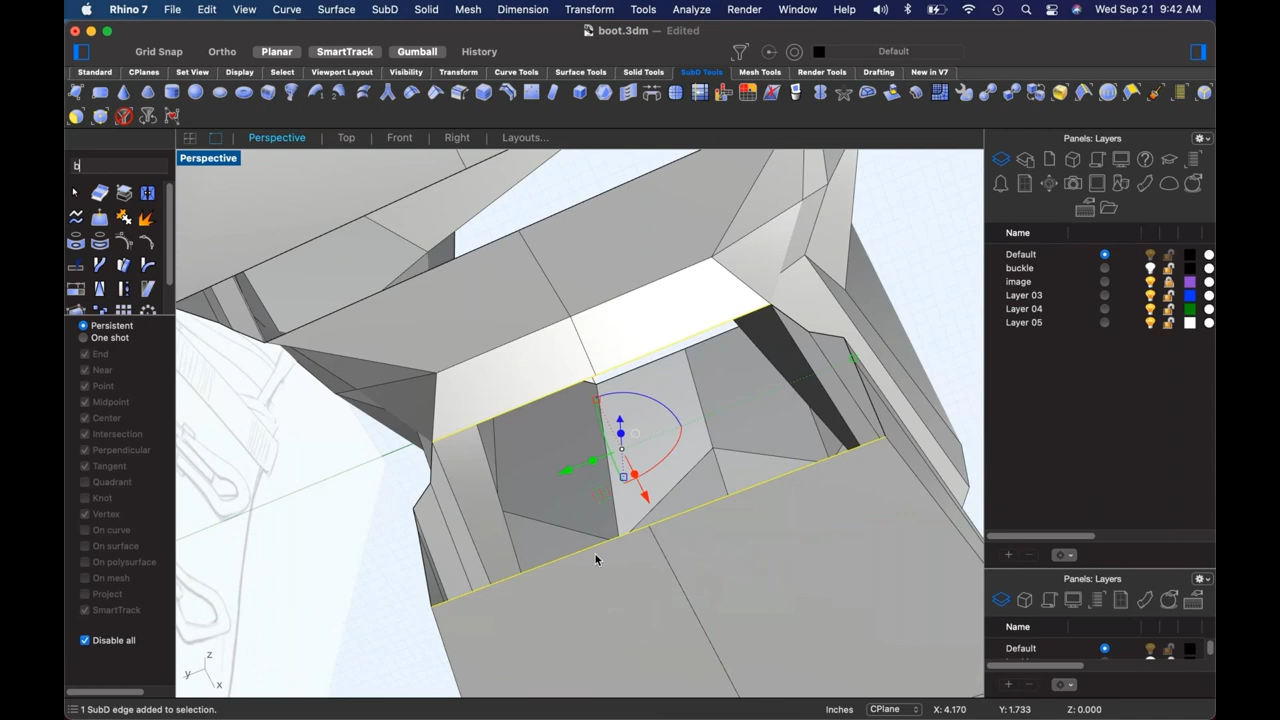 Rhino 7 File Edit View Curve Surface SubD Solid Mesh Dimension Transform Tools Analyze Render Window Help Wed Sep 21 9:42 AM
boot.3dm — Edited
Grid Snap Ortho Planar SmartTrack Gumball History Default
Standard CPlanes Set View Display Select Viewport Layout Visibility Transform Curve Tools Surface Tools Solid Tools SubD Tools Mesh Tools Render Tools Drafting New in V7
Perspective Top Front Right Layouts...
Perspective
b
Persistent
One shot
End
Near
Point
Midpoint
Center
Intersection
Perpendicular
Tangent
Quadrant
Knot
Vertex
On curve
On surface
On polysurface
On mesh
Project
SmartTrack
Disable all
z
y
x
Panels: Layers
Name
Default
buckle
image
Layer 03
Layer 04
Layer 05
Panels: Layers
Name
Default
1 SubD edge added to selection. Inches CPlane X: 4.170 Y: 1.733 Z: 0.000